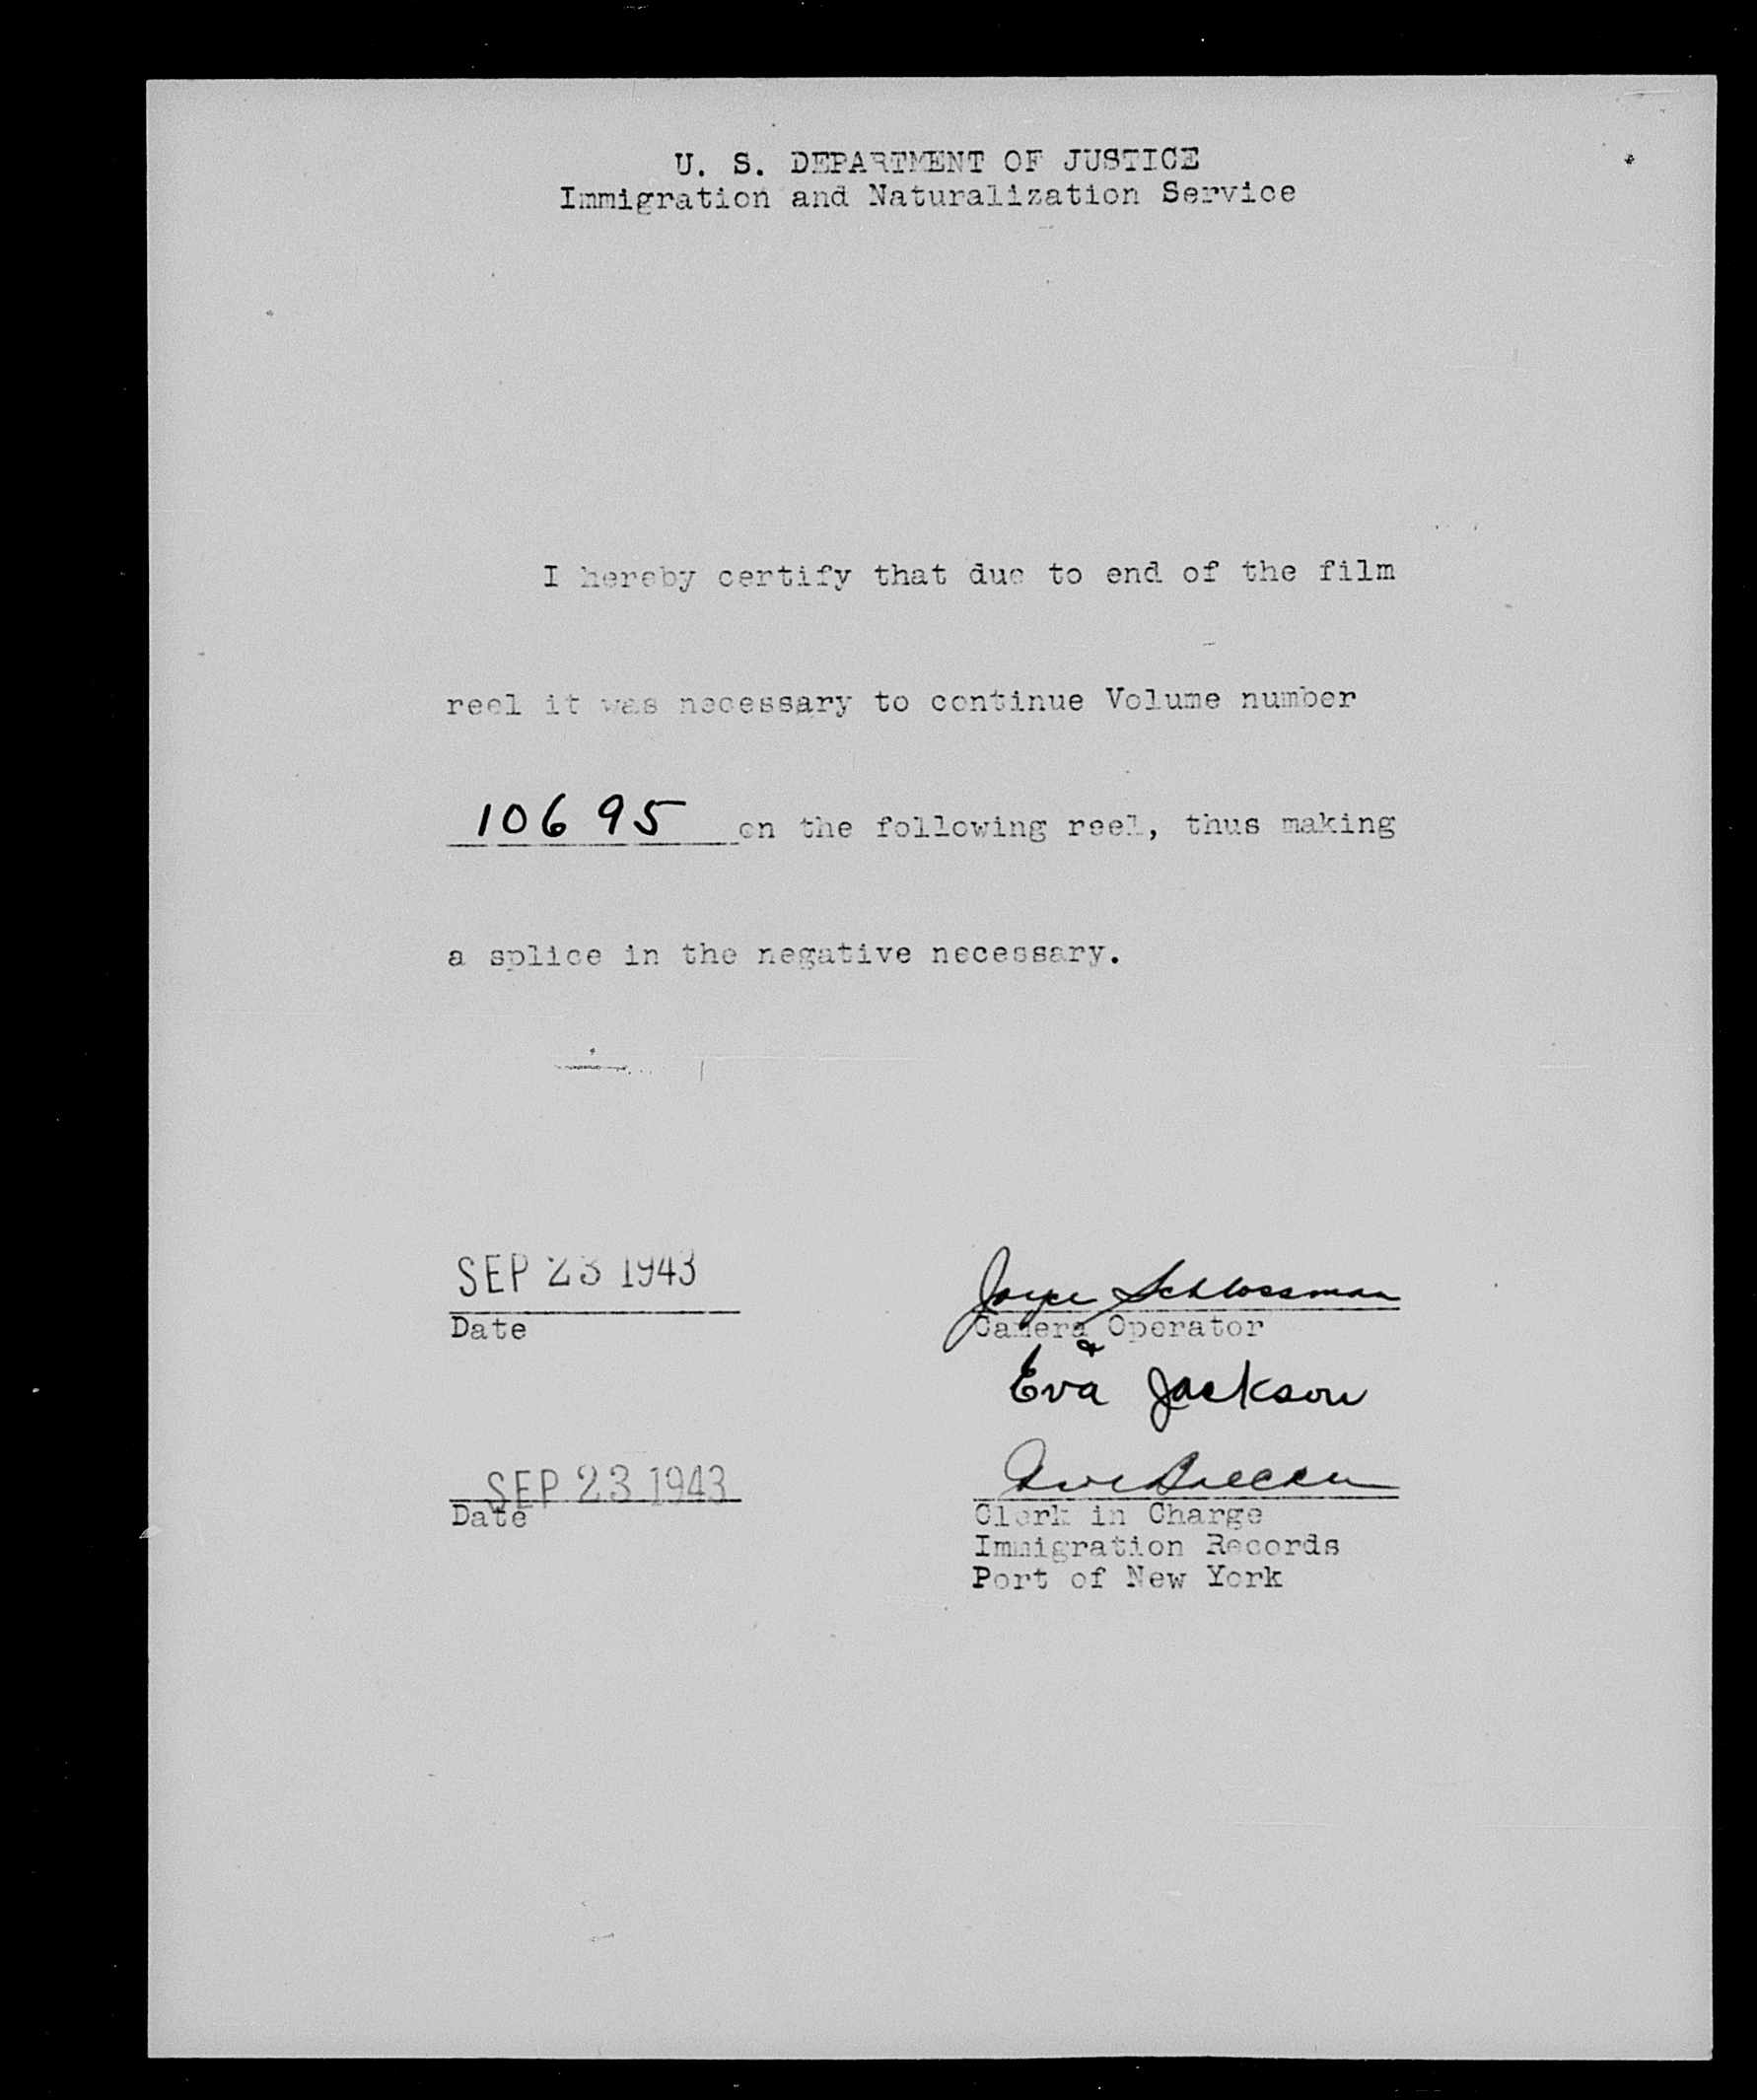 U. S. DEPARTMENT OF JUSTICE
Immigration and Naturalization Service
I hereby certify that due to end of the film
reel it was necessary to continue Volume number
10695 on the following reel, thus making
a splice in the negative necessary.
SEP 23 1943
Date
Joyce Schlossman
Camera Operator
&
Eva Jackson
SEP 23 1943
Date
Clerk in Charge
Immigration Records
Port of New York